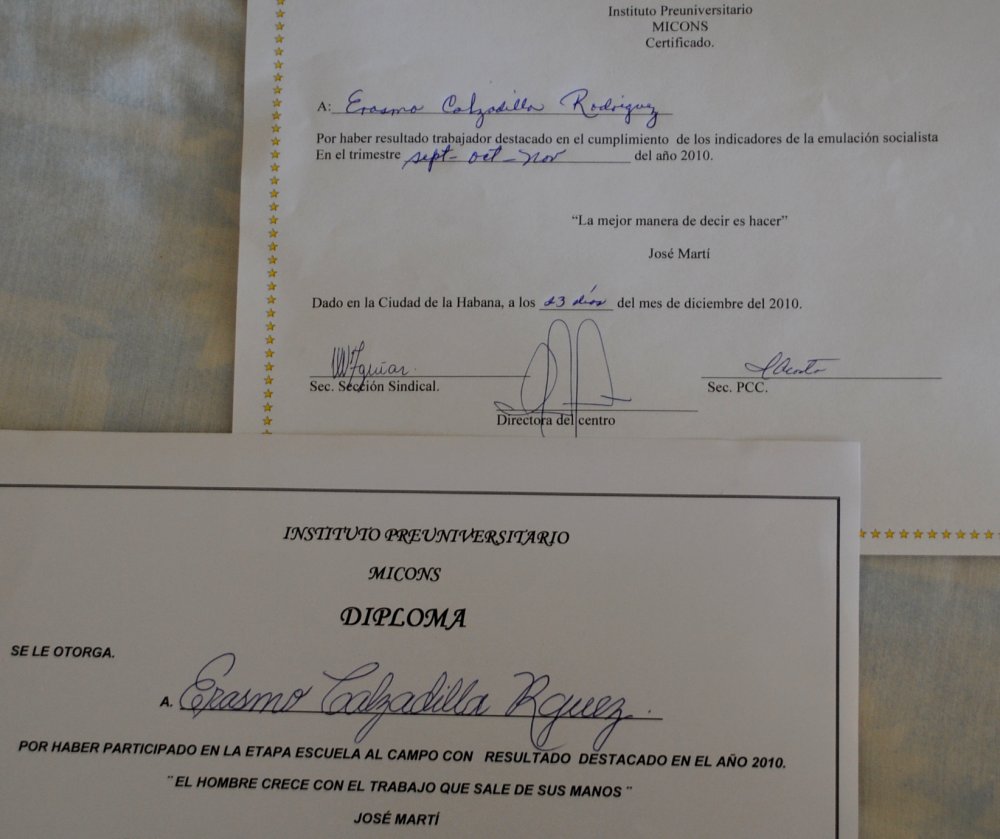 Instituto Preuniversitario
MICONS
Certificado.
A: Erasmo Calzadilla Rodriguez
Por haber resultado trabajador destacado en el cumplimiento de los indicadores de la emulación socialista
En el trimestre sept-oct-nov del año 2010.
“La mejor manera de decir es hacer”
José Martí
Dado en la Ciudad de la Habana, a los 23 días del mes de diciembre del 2010.
Sec. Sección Sindical.
Sec. PCC.
Directora del centro
INSTITUTO PREUNIVERSITARIO
MICONS
DIPLOMA
SE LE OTORGA.
A. Erasmo Calzadilla Rguez.
POR HABER PARTICIPADO EN LA ETAPA ESCUELA AL CAMPO CON RESULTADO DESTACADO EN EL AÑO 2010.
¨EL HOMBRE CRECE CON EL TRABAJO QUE SALE DE SUS MANOS¨
JOSÉ MARTÍ